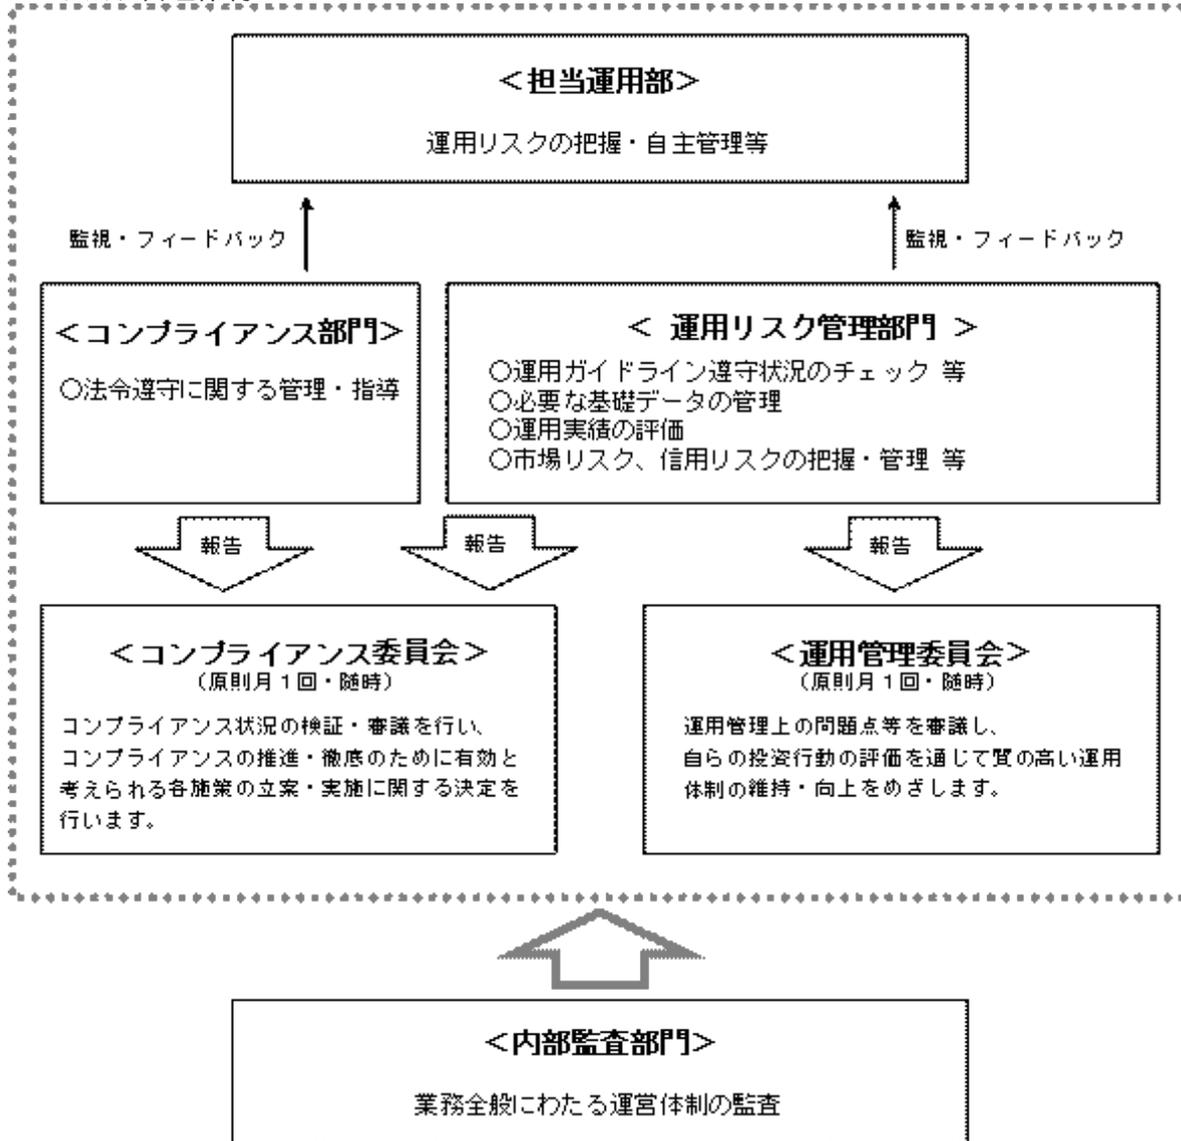 ＜担当運用部＞
運用リスクの把握・自主管理等
監視・フィードバック
監視・フィードバック
＜コンプライアンス部門＞
○法令遵守に関する管理・指導
＜ 運用リスク管理部門 ＞
○運用ガイドライン遵守状況のチェック 等
○必要な基礎データの管理
○運用実績の評価
○市場リスク、信用リスクの把握・管理 等
報告
報告
報告
＜コンプライアンス委員会＞
（原則月１回・随時）
コンプライアンス状況の検証・審議を行い、
コンプライアンスの推進・徹底のために有効と
考えられる各施策の立案・実施に関する決定を
行います。
＜運用管理委員会＞
（原則月１回・随時）
運用管理上の問題点等を審議し、
自らの投資行動の評価を通じて質の高い運用
体制の維持・向上をめざします。
＜内部監査部門＞
業務全般にわたる運営体制の監査